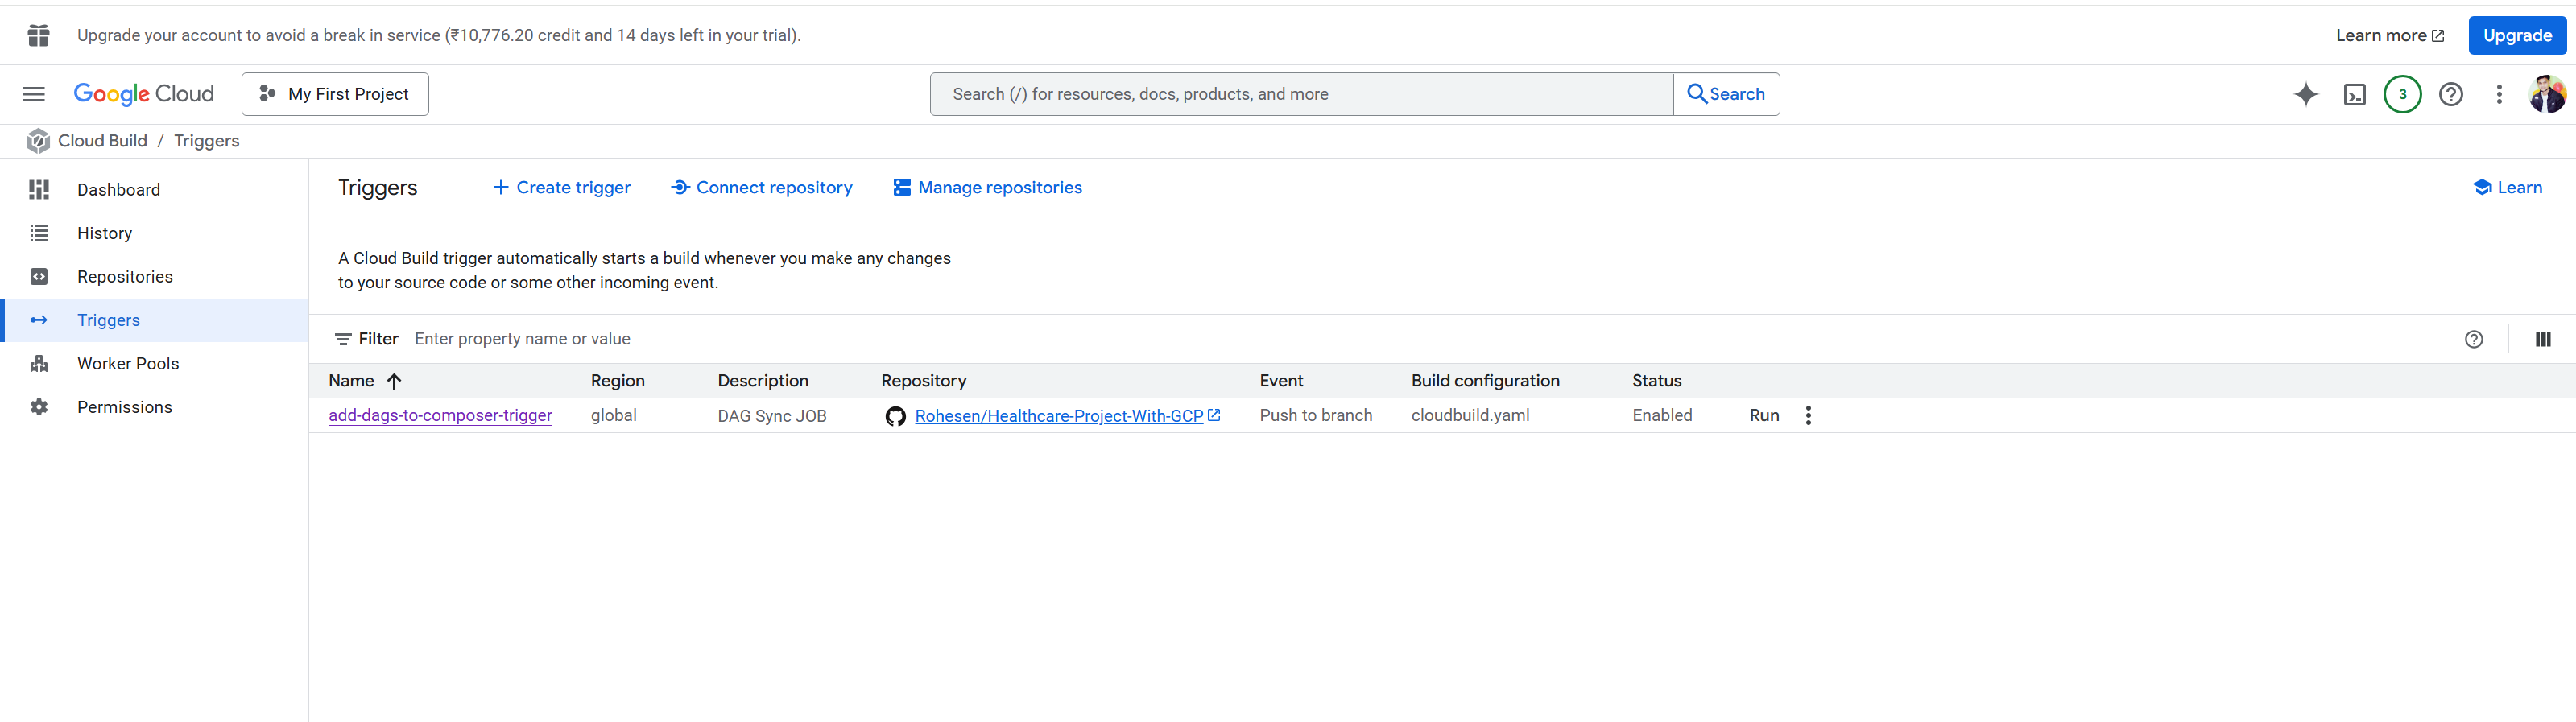 Upgrade your account to avoid a break in service (₹10,776.20 credit and 14 days left in your trial).
Learn more
Upgrade
Google Cloud
My First Project
Search (/) for resources, docs, products, and more
Search
3
Cloud Build / Triggers
Dashboard
History
Repositories
Triggers
Worker Pools
Permissions
Triggers
Create trigger
Connect repository
Manage repositories
Learn
A Cloud Build trigger automatically starts a build whenever you make any changes
to your source code or some other incoming event.
Filter Enter property name or value
Name Region Description Repository Event Build configuration Status
add-dags-to-composer-trigger global DAG Sync JOB Rohesen/Healthcare-Project-With-GCP Push to branch cloudbuild.yaml Enabled Run